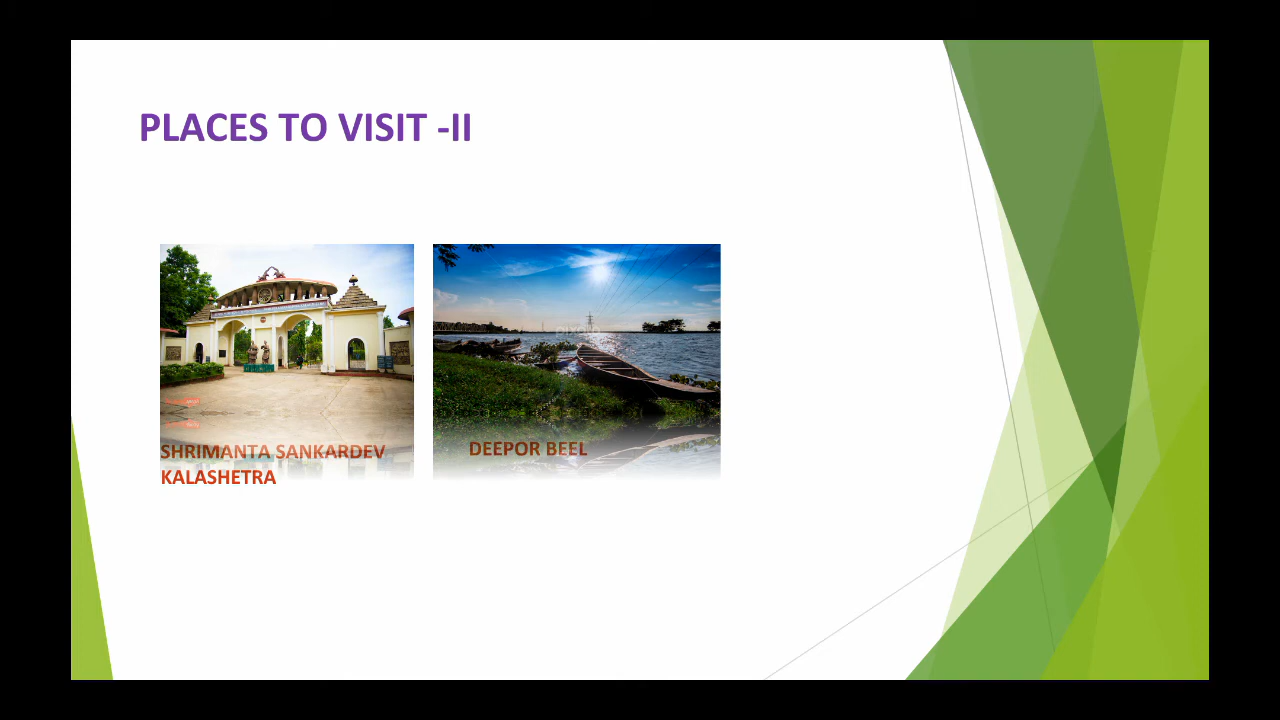 PLACES TO VISIT -II
SHRIMANTA SANKARDEV
KALASHETRA
DEEPOR BEEL